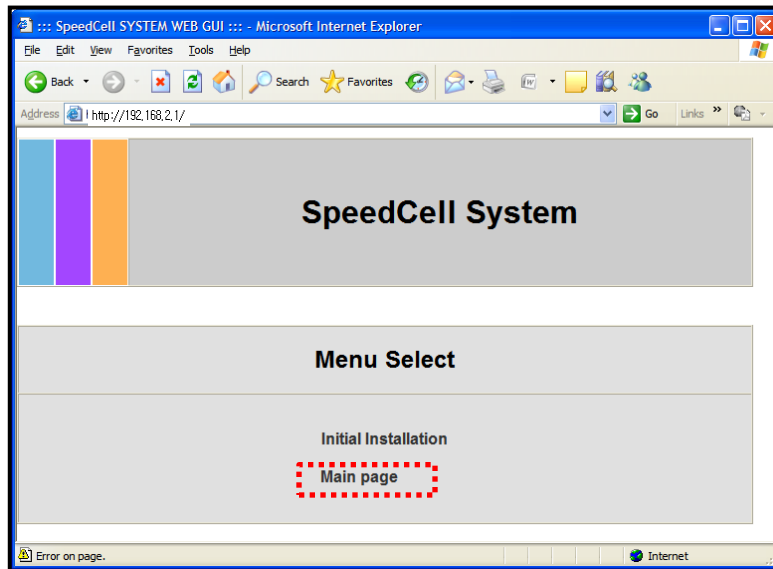 ::: SpeedCell SYSTEM WEB GUI ::: - Microsoft Internet Explorer
File Edit View Favorites Tools Help
Back Search Favorites
Address http://192,168,2,1/ Go Links »
SpeedCell System
Menu Select
Initial Installation
Main page
Error on page. Internet